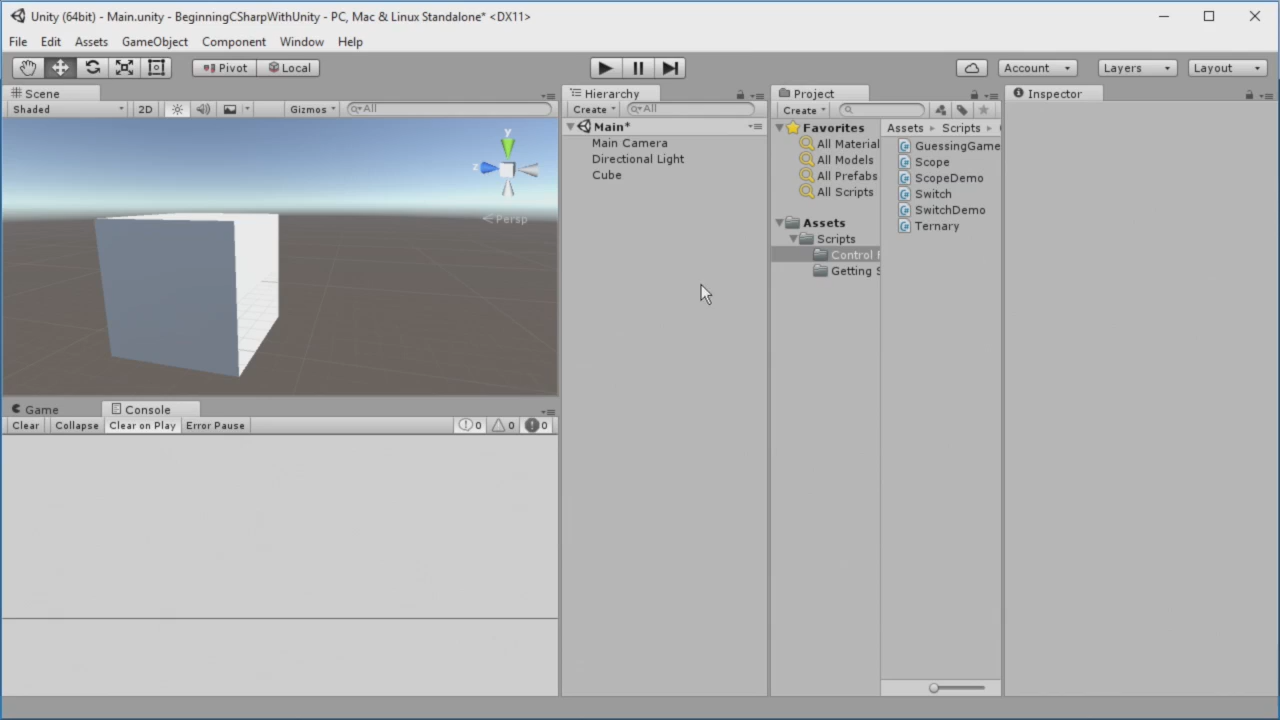 Unity (64bit) - Main.unity - BeginningCSharpWithUnity - PC, Mac & Linux Standalone* <DX11>
File Edit Assets GameObject Component Window Help
Pivot Local Account Layers Layout
Scene
Shaded 2D Gizmos All
y
z
Persp
Game Console
Clear Collapse Clear on Play Error Pause 0 0 0
Hierarchy
Create All
Main*
Main Camera
Directional Light
Cube
Project
Create
Favorites
All Material
All Models
All Prefabs
All Scripts
Assets
Scripts
Control
Getting S
Assets Scripts
GuessingGame
Scope
ScopeDemo
Switch
SwitchDemo
Ternary
Inspector